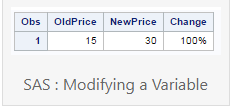 Obs OldPrice NewPrice Change
1 15 30 100%
SAS : Modifying a Variable